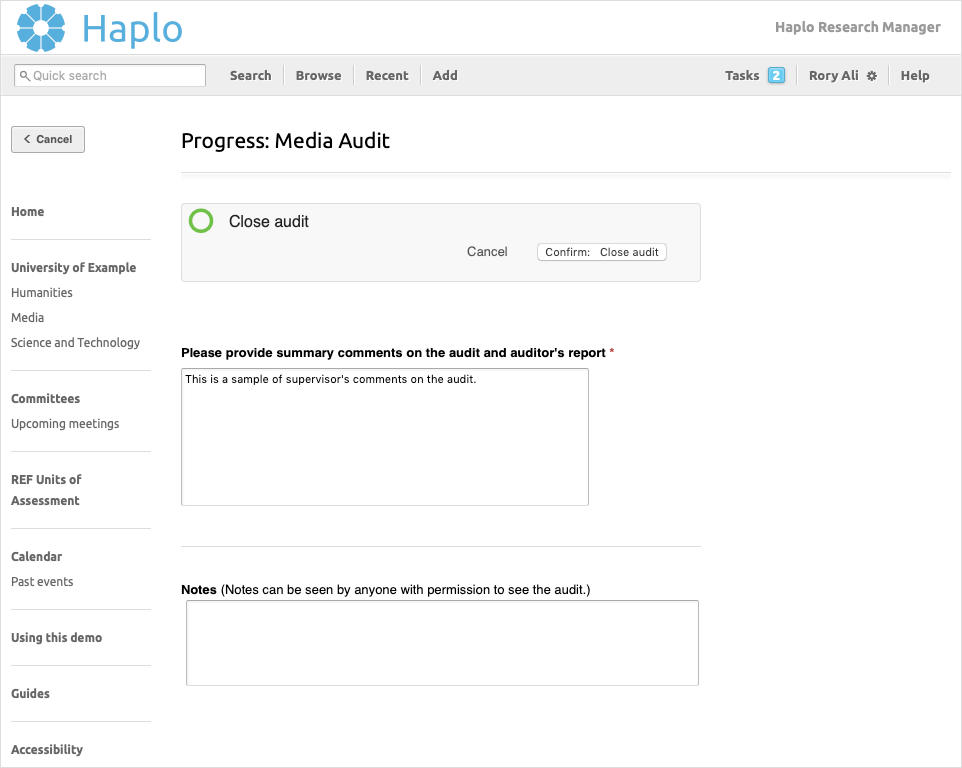 Haplo
Haplo Research Manager
Quick search
Search
Browse
Recent
Add
Tasks 2
Rory Ali
Help
Cancel
Progress: Media Audit
Home
University of Example
Humanities
Media
Science and Technology
Committees
Upcoming meetings
REF Units of
Assessment
Calendar
Past events
Using this demo
Guides
Accessibility
Close audit
Cancel
Confirm: Close audit
Please provide summary comments on the audit and auditor's report *
This is a sample of supervisor's comments on the audit.
Notes (Notes can be seen by anyone with permission to see the audit.)